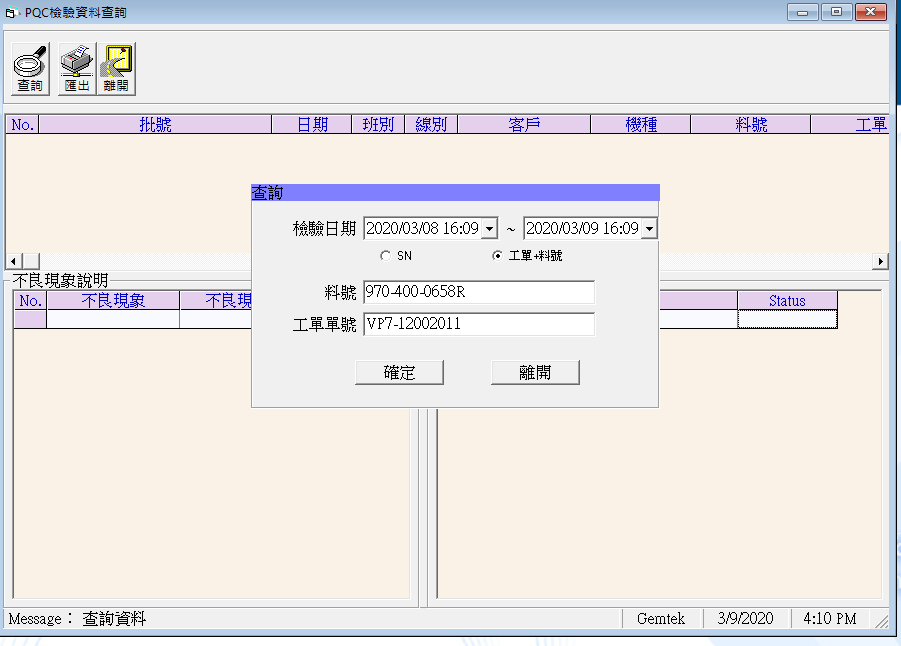 PQC檢驗資料查詢
查詢 匯出 離開
No. 批號 日期 班別 線別 客戶 機種 料號 工單
查詢
檢驗日期 2020/03/08 16:09 ~ 2020/03/09 16:09
SN 工單+料號
料號 970-400-0658R
工單單號 VP7-12002011
確定 離開
不良現象說明
No. 不良現象 不良現 Status
Message： 查詢資料 Gemtek 3/9/2020 4:10 PM